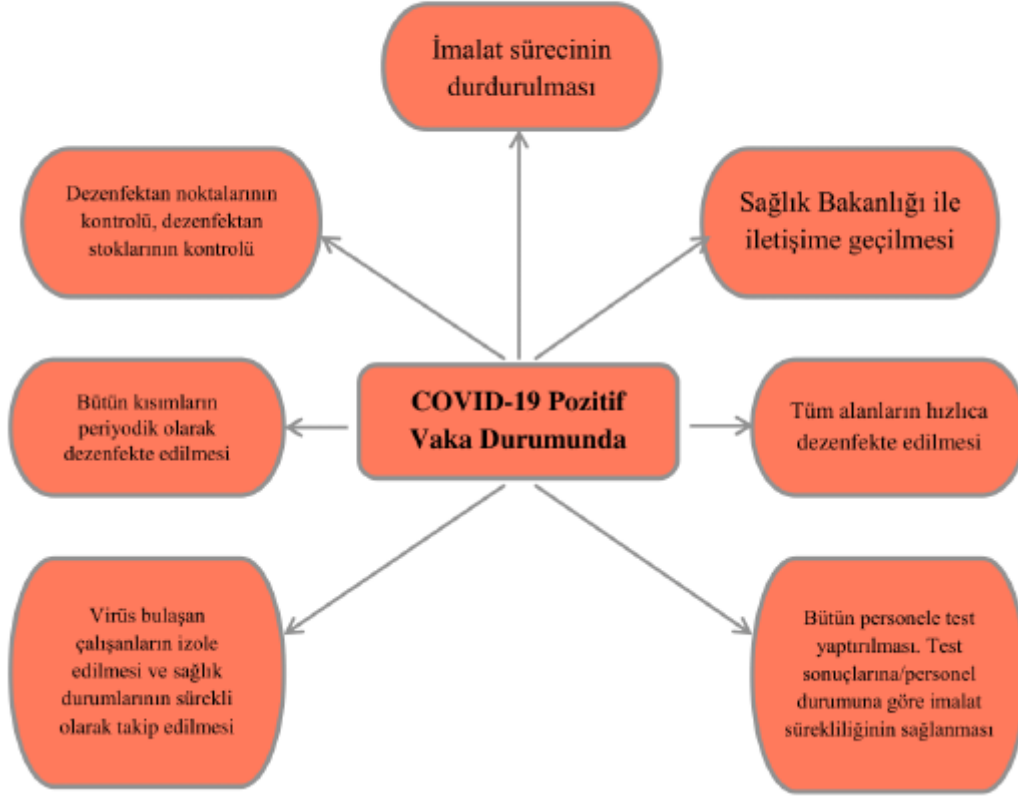 İmalat sürecinin
durdurulması
Dezenfektan noktalarının
kontrolü, dezenfektan
stoklarının kontrolü
Sağlık Bakanlığı ile
iletişime geçilmesi
COVID-19 Pozitif
Vaka Durumunda
Bütün kısımların
periyodik olarak
dezenfekte edilmesi
Tüm alanların hızlıca
dezenfekte edilmesi
Virüs bulaşan
çalışanların izole
edilmesi ve sağlık
durumlarının sürekli
olarak takip edilmesi
Bütün personele test
yaptırılması. Test
sonuçlarına/personel
durumuna göre imalat
sürekliliğinin sağlanması